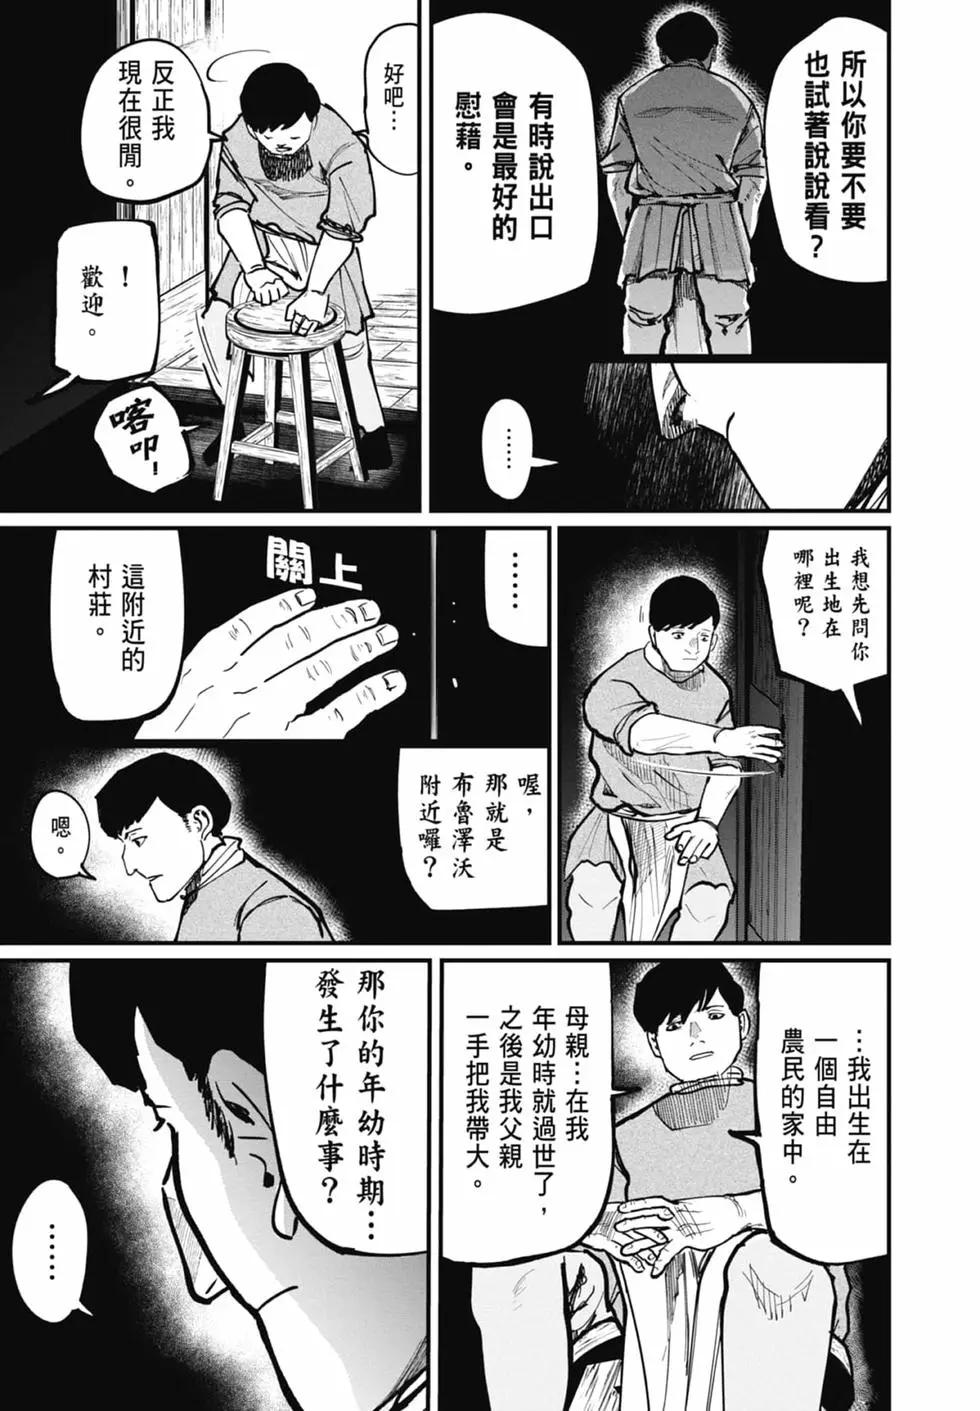 所以你要不要
也試著說說看？
有時說出口
會是最好的
慰藉。
……
好吧…
反正我
現在很閒。
！
歡迎。
喀叩！
我想先問你
出生地在
哪裡呢？
……
關上
這附近的
村莊。
喔，
那就是
布魯澤沃
附近囉？
嗯。
…我出生在
一個自由
農民的家中。
母親…在我
年幼時就過世了，
之後是我父親
一手把我帶大。
那你的年幼時期…
發生了什麼事？
……